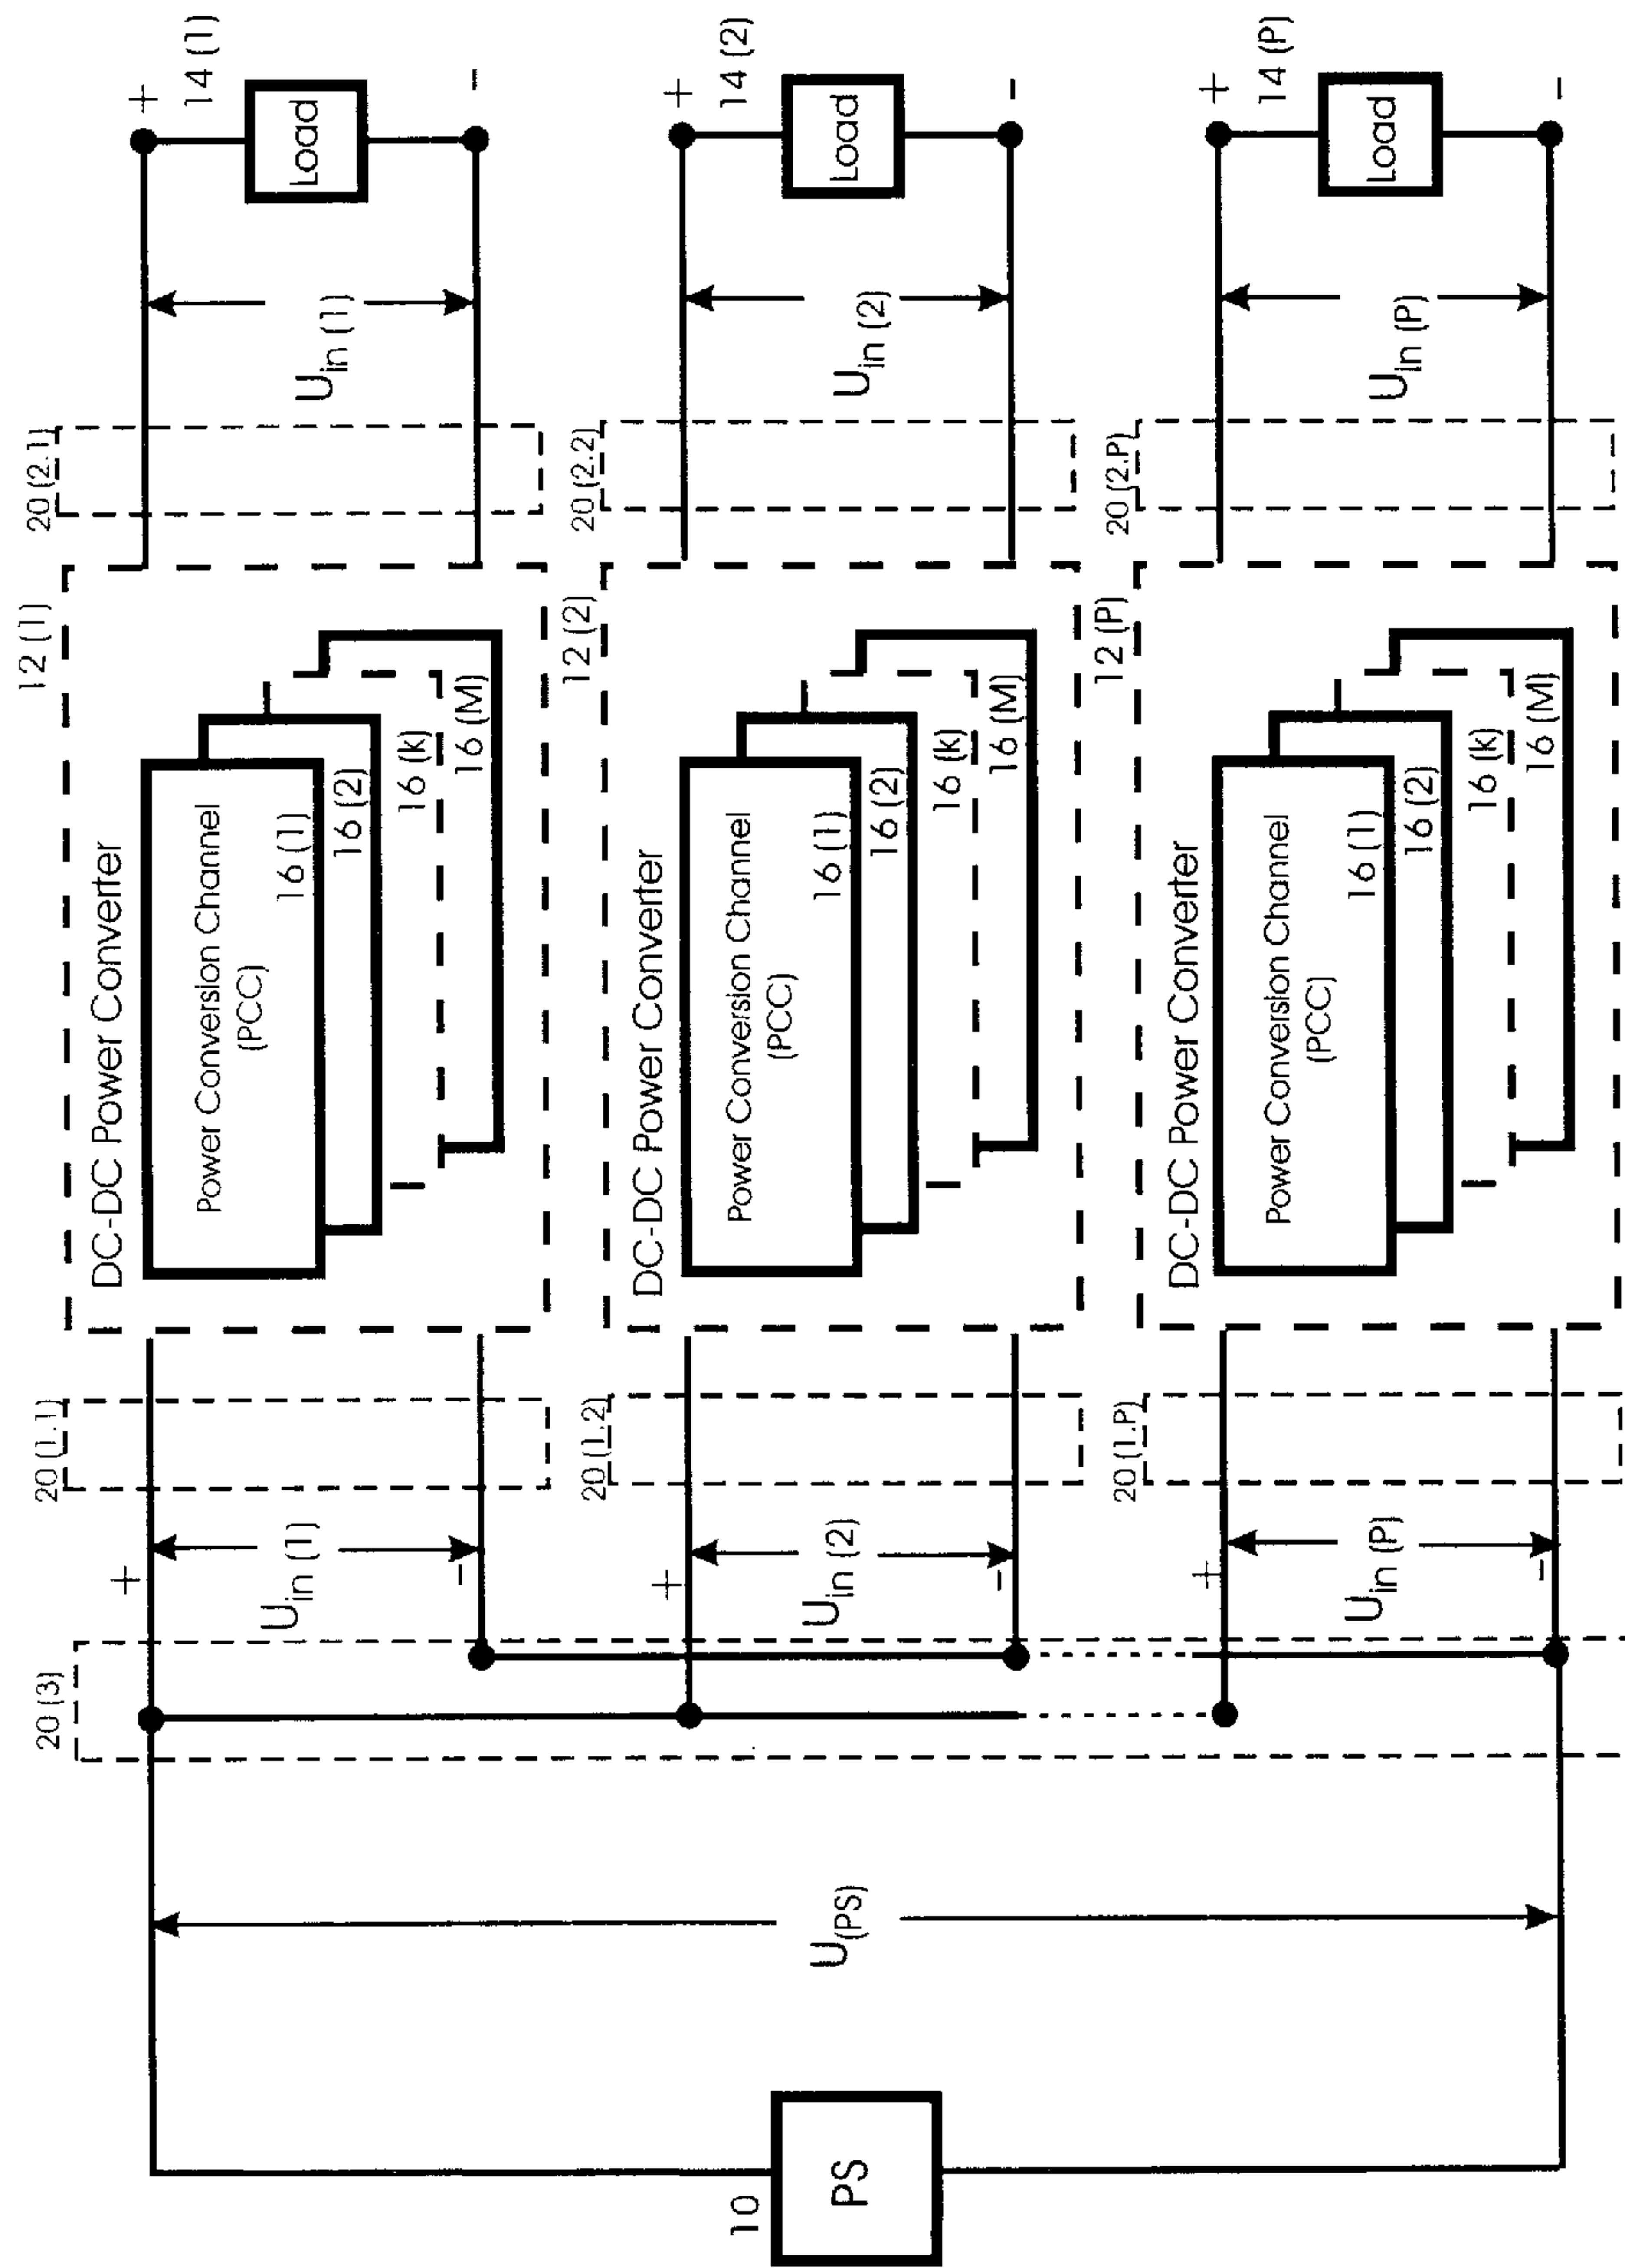 10
PS
U(PS)
20 (3)
+
Uin (1)
-
20 (1.1)
12 (1)
DC-DC Power Converter
Power Conversion Channel
(PCC)
16 (1)
16 (2)
16 (k)
16 (M)
20 (2.1)
Uin (1)
+
14 (1)
Load
-
+
Uin (2)
-
20 (1.2)
12 (2)
DC-DC Power Converter
Power Conversion Channel
(PCC)
16 (1)
16 (2)
16 (k)
16 (M)
20 (2.2)
Uin (2)
+
14 (2)
Load
-
+
Uin (P)
-
20 (1.P)
12 (P)
DC-DC Power Converter
Power Conversion Channel
(PCC)
16 (1)
16 (2)
16 (k)
16 (M)
20 (2.P)
Uin (P)
+
14 (P)
Load
-